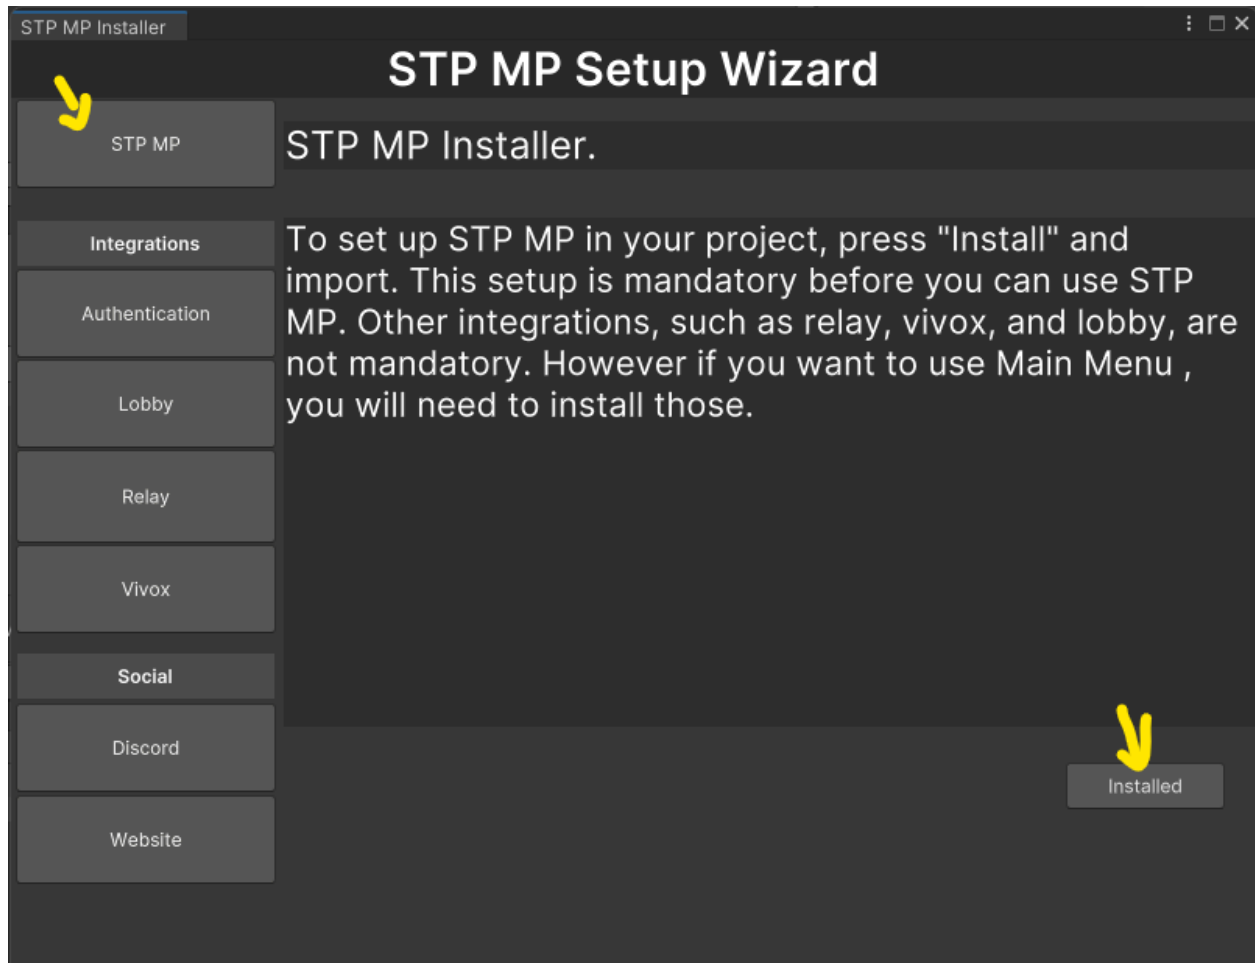 STP MP Installer
STP MP Setup Wizard
STP MP
STP MP Installer.
Integrations
Authentication
Lobby
Relay
Vivox
Social
Discord
Website
To set up STP MP in your project, press "Install" and
import. This setup is mandatory before you can use STP
MP. Other integrations, such as relay, vivox, and lobby, are
not mandatory. However if you want to use Main Menu ,
you will need to install those.
Installed